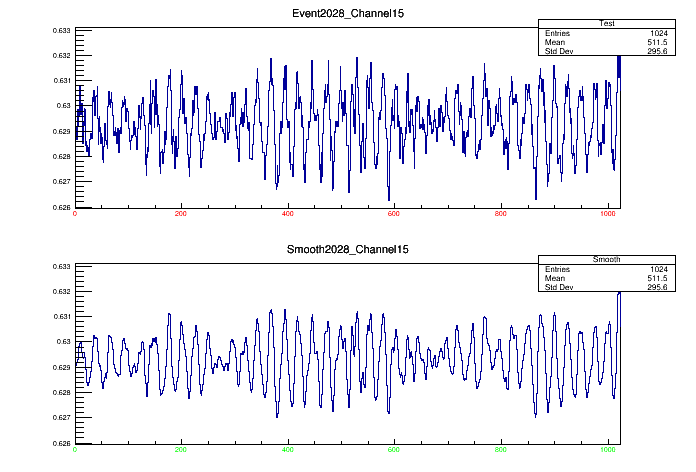 Event2028_Channel15
Test
Entries 1024
Mean 511.5
Std Dev 295.6
0.633
0.632
0.631
0.63
0.629
0.628
0.627
0.626
0 200 400 600 800 1000
Smooth2028_Channel15
Smooth
Entries 1024
Mean 511.5
Std Dev 295.6
0.633
0.632
0.631
0.63
0.629
0.628
0.627
0.626
0 200 400 600 800 1000